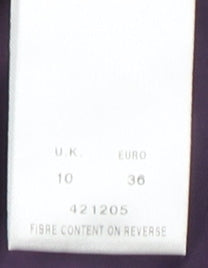 U.K. EURO
10 36
421205
FIBRE CONTENT ON REVERSE